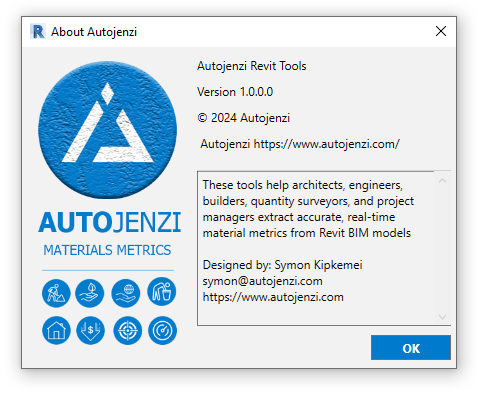 About Autojenzi
Autojenzi Revit Tools
Version 1.0.0.0
© 2024 Autojenzi
Autojenzi https://www.autojenzi.com/
AUTOJENZI
MATERIALS METRICS
These tools help architects, engineers,
builders, quantity surveyors, and project
managers extract accurate, real-time
material metrics from Revit BIM models
Designed by: Symon Kipkemei
symon@autojenzi.com
https://www.autojenzi.com
OK